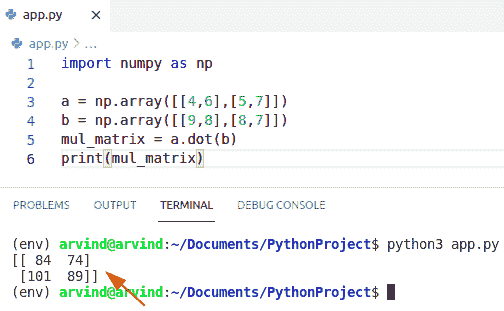 app.py ×
app.py > ...
1 import numpy as np
2
3 a = np.array([[4,6],[5,7]])
4 b = np.array([[9,8],[8,7]])
5 mul_matrix = a.dot(b)
6 print(mul_matrix)
PROBLEMS OUTPUT TERMINAL DEBUG CONSOLE
(env) arvind@arvind:~/Documents/PythonProject$ python3 app.py
[[ 84  74]
 [101  89]]
(env) arvind@arvind:~/Documents/PythonProject$